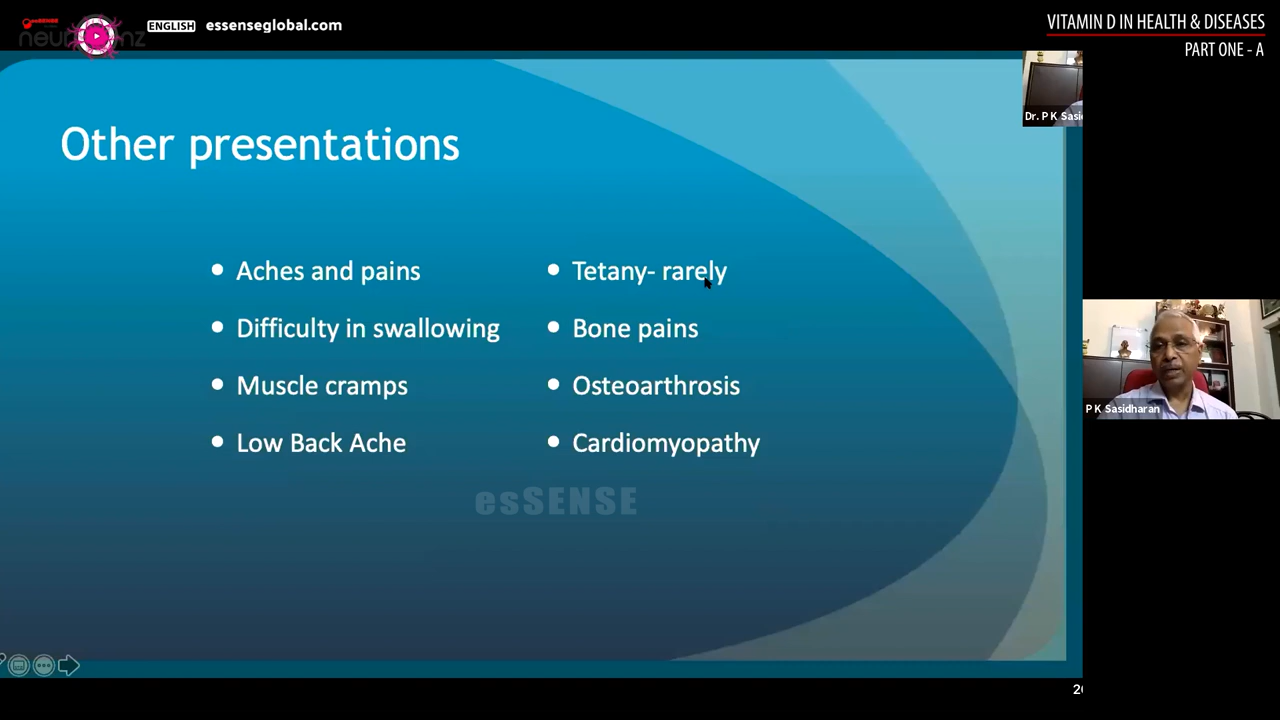 esSENSE
ENGLISH essenseglobal.com
VITAMIN D IN HEALTH & DISEASES
PART ONE - A
Dr. P K Sasi
Other presentations
Aches and pains
Difficulty in swallowing
Muscle cramps
Low Back Ache
Tetany- rarely
Bone pains
Osteoarthrosis
Cardiomyopathy
P K Sasidharan
esSENSE